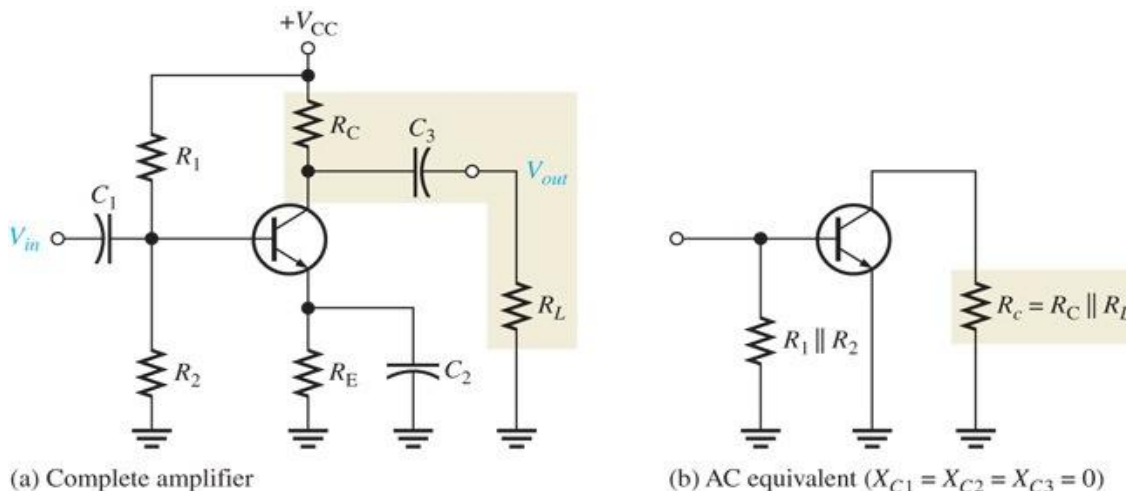 +V_CC
R_C
C_3
R_1
V_out
C_1
V_in
R_L
R_c = R_C || R_L
R_1 || R_2
R_2
R_E
C_2
(a) Complete amplifier
(b) AC equivalent (X_C1 = X_C2 = X_C3 = 0)